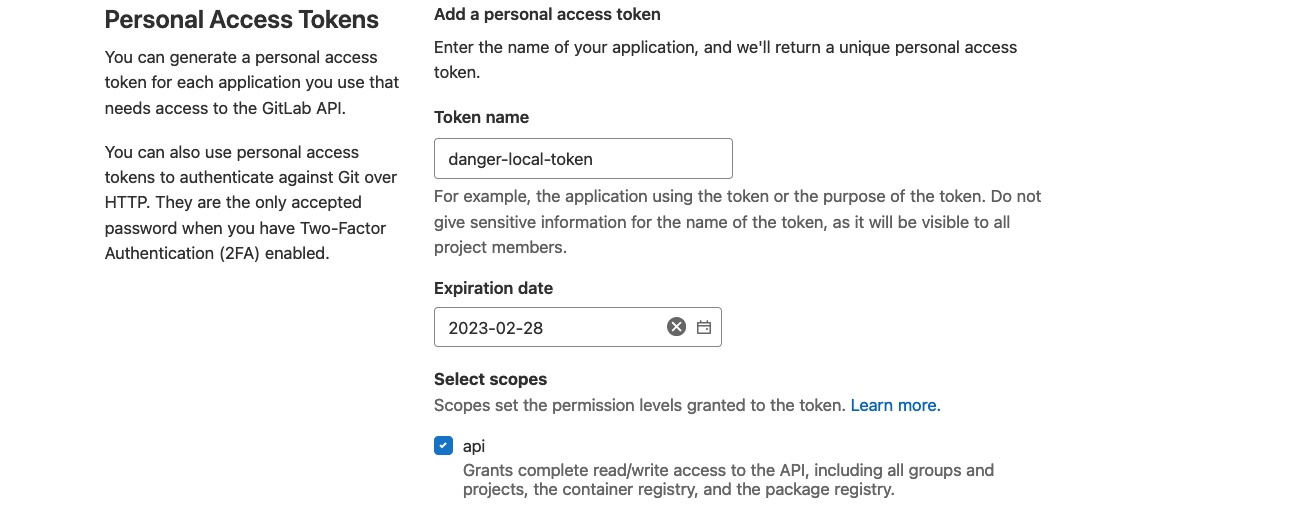 Personal Access Tokens
You can generate a personal access
token for each application you use that
needs access to the GitLab API.
You can also use personal access
tokens to authenticate against Git over
HTTP. They are the only accepted
password when you have Two-Factor
Authentication (2FA) enabled.
Add a personal access token
Enter the name of your application, and we'll return a unique personal access
token.
Token name
danger-local-token
For example, the application using the token or the purpose of the token. Do not
give sensitive information for the name of the token, as it will be visible to all
project members.
Expiration date
2023-02-28
Select scopes
Scopes set the permission levels granted to the token. Learn more.
api
Grants complete read/write access to the API, including all groups and
projects, the container registry, and the package registry.